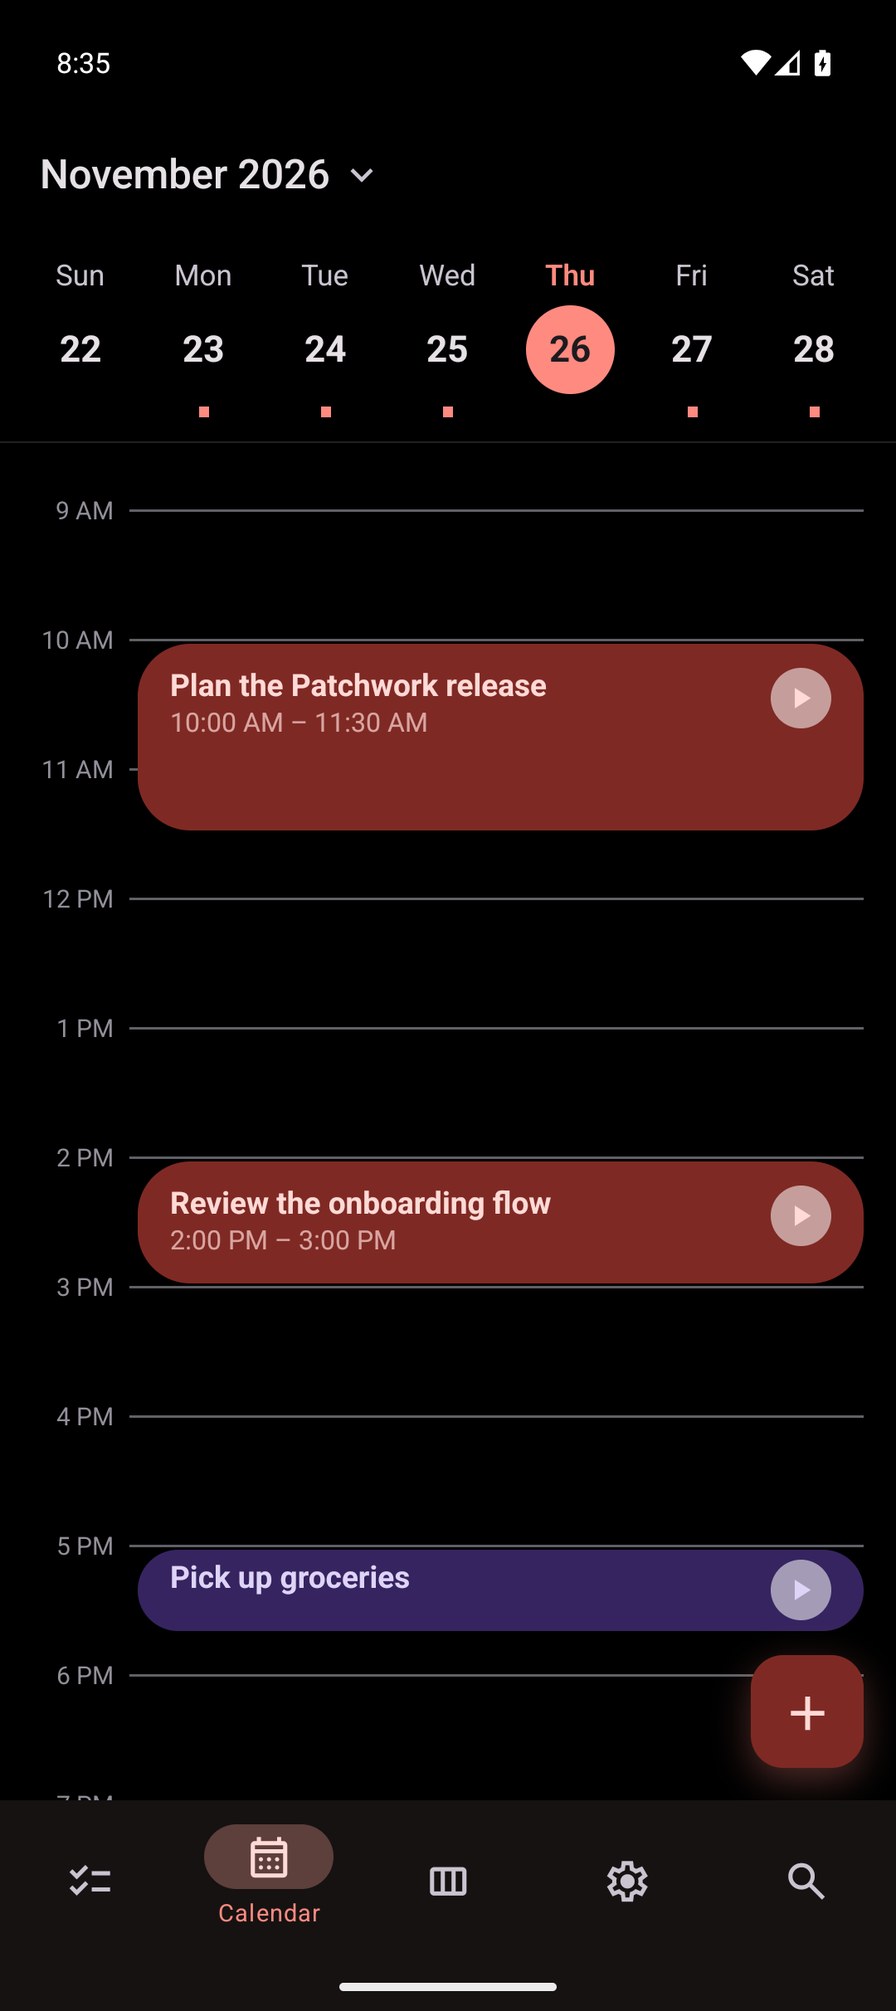 8:35
November 2026
Sun Mon Tue Wed Thu Fri Sat
22 23 24 25 26 27 28
9 AM
10 AM
Plan the Patchwork release
10:00 AM – 11:30 AM
11 AM
12 PM
1 PM
2 PM
Review the onboarding flow
2:00 PM – 3:00 PM
3 PM
4 PM
5 PM
Pick up groceries
6 PM
7 PM
Calendar